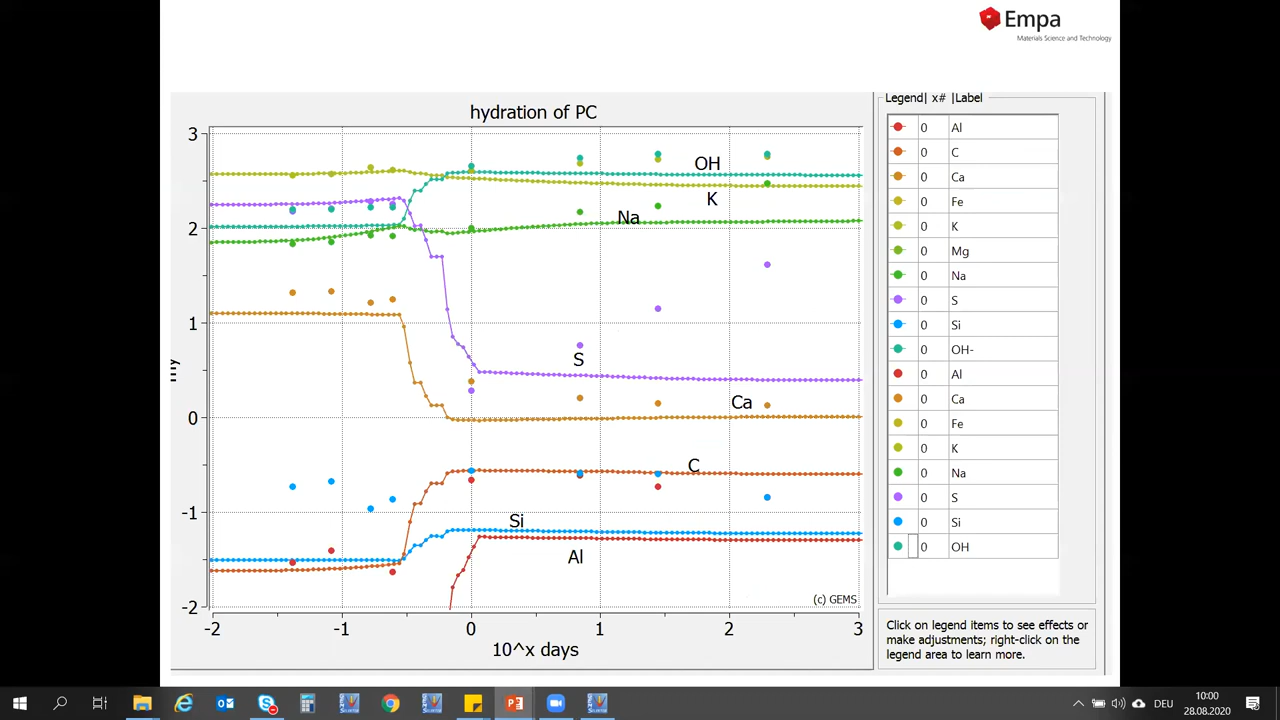 Empa
Materials Science and Technology
hydration of PC
Legend| x# |Label
3
2
1
0
-1
-2
-2
-1
0
1
2
3
10^x days
OH
K
Na
S
Ca
C
Si
Al
(c) GEMS
0 Al
0 C
0 Ca
0 Fe
0 K
0 Mg
0 Na
0 S
0 Si
0 OH-
0 Al
0 Ca
0 Fe
0 K
0 Na
0 S
0 Si
0 OH
Click on legend items to see effects or
make adjustments; right-click on the
legend area to learn more.
DEU
10:00
28.08.2020